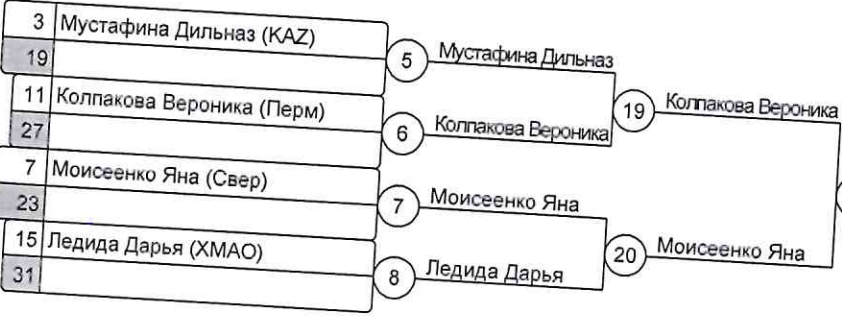 3 Мустафина Дильназ (KAZ)
19
5 Мустафина Дильназ
11 Колпакова Вероника (Перм)
27
6 Колпакова Вероника
19 Колпакова Вероника
7 Моисеенко Яна (Свер)
23
7 Моисеенко Яна
15 Ледида Дарья (ХМАО)
31
8 Ледида Дарья
20 Моисеенко Яна